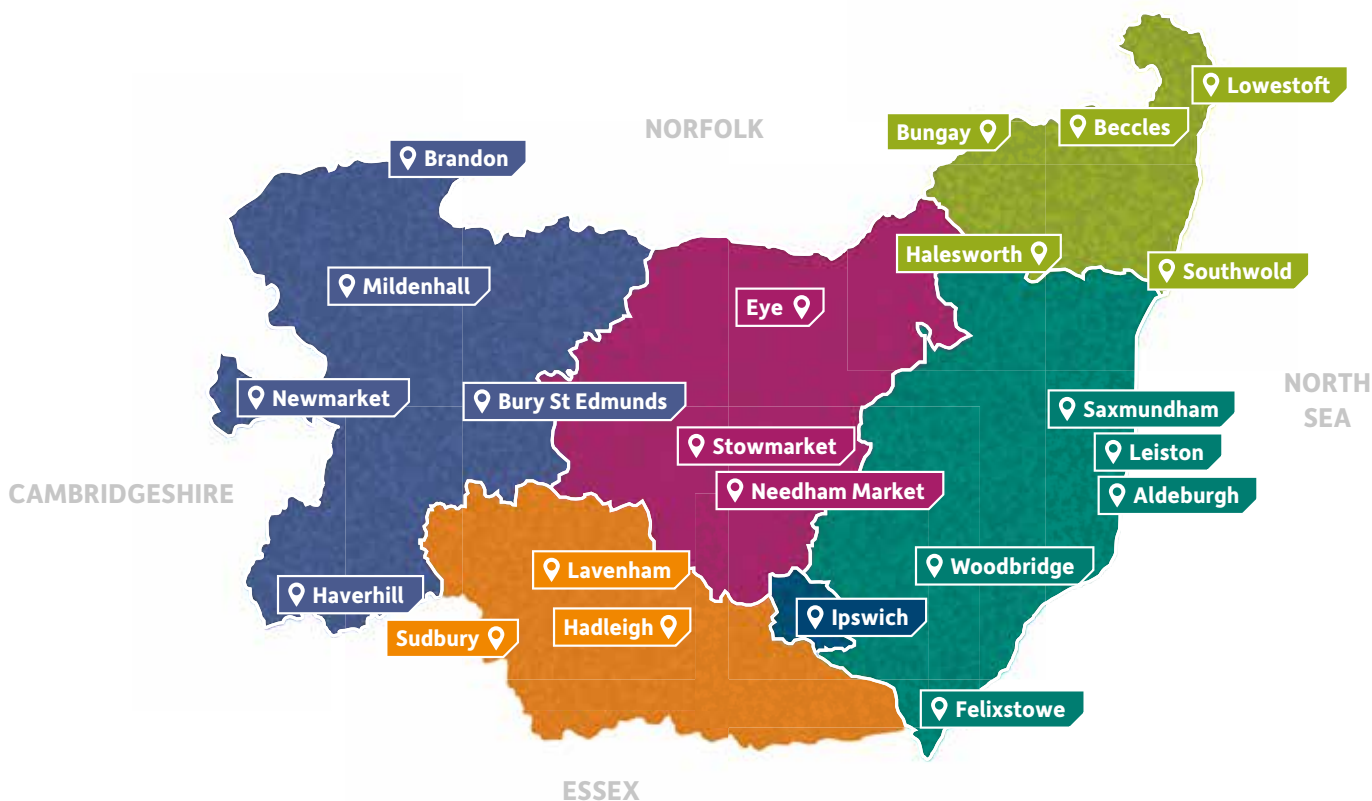 Lowestoft
NORFOLK
Bungay
Beccles
Brandon
Halesworth
Southwold
Mildenhall
Eye
NORTH
SEA
Newmarket
Bury St Edmunds
Saxmundham
Stowmarket
Leiston
CAMBRIDGESHIRE
Needham Market
Aldeburgh
Lavenham
Woodbridge
Haverhill
Ipswich
Sudbury
Hadleigh
Felixstowe
ESSEX